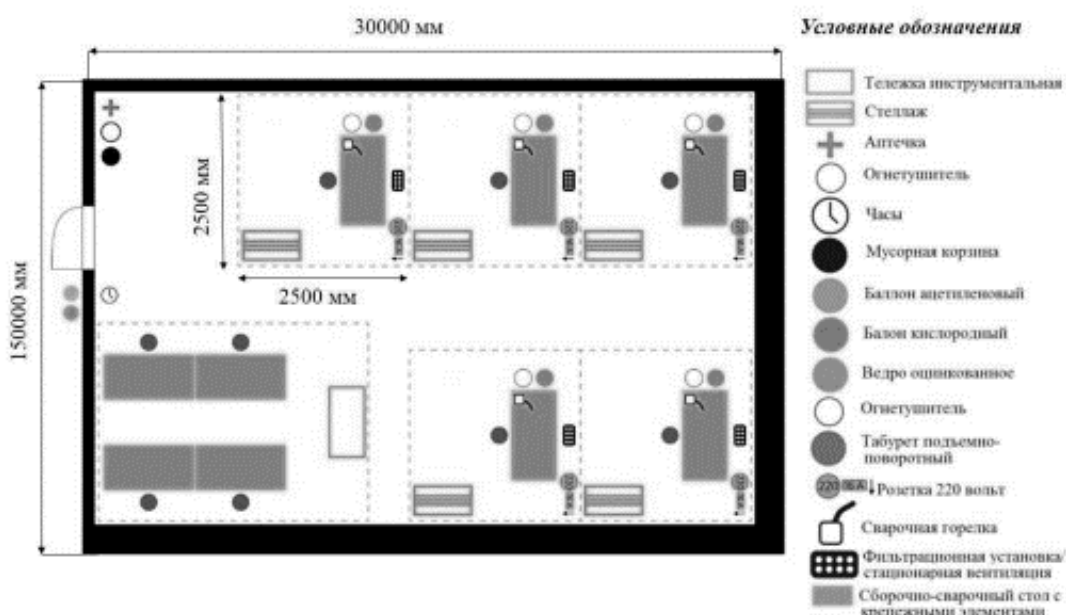 30000 мм
Условные обозначения
Тележка инструментальная
Стеллаж
Аптечка
Огнетушитель
Часы
Мусорная корзина
Баллон ацетиленовый
Балон кислородный
Ведро оцинкованное
Огнетушитель
Табурет подъемно-
поворотный
220 16 А Розетка 220 вольт
Сварочная горелка
Фильтрационная установка/
стационарная вентиляция
Сборочно-сварочный стол с
крепежными элементами
2500 мм
2500 мм
150000 мм